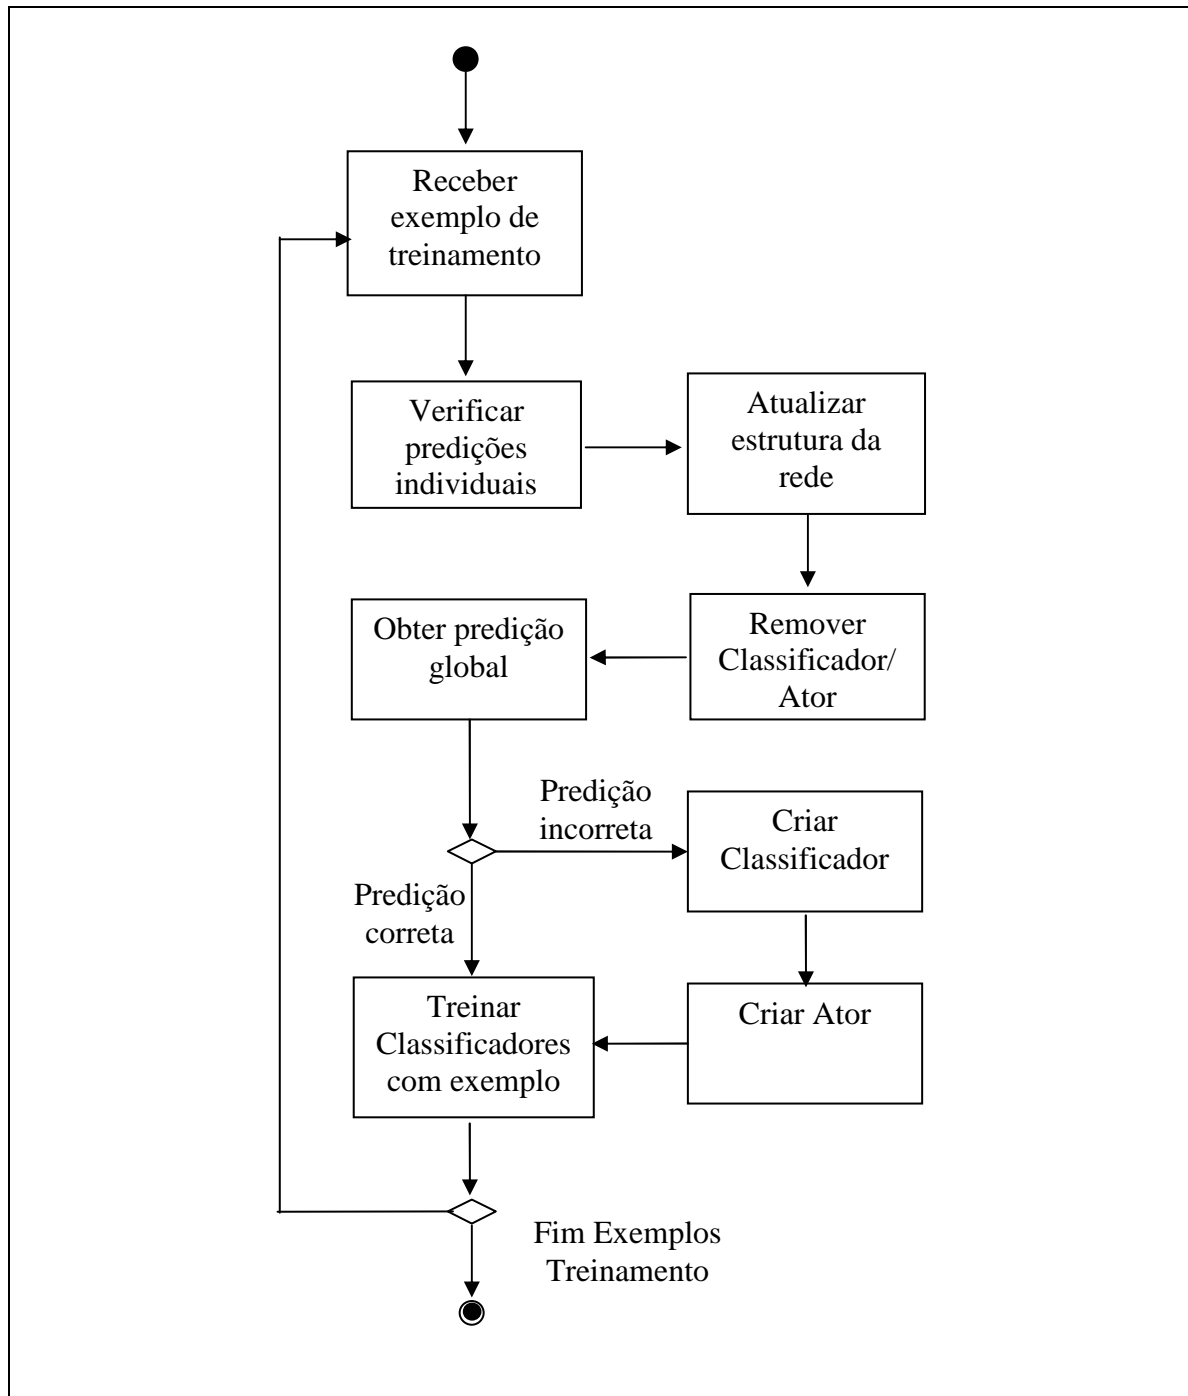 Receber
exemplo de
treinamento
Verificar
predições
individuais
Atualizar
estrutura da
rede
Remover
Classificador/
Ator
Obter predição
global
Predição
incorreta
Criar
Classificador
Predição
correta
Criar Ator
Treinar
Classificadores
com exemplo
Fim Exemplos
Treinamento